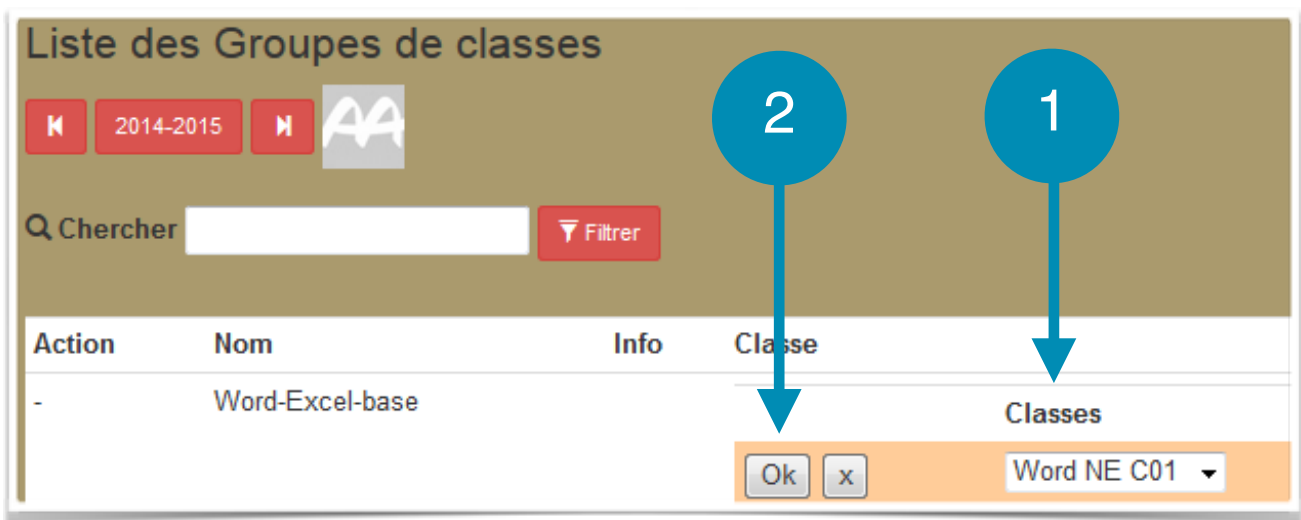 Liste des Groupes de classes
2 1
2014-2015 AA
Chercher Filtrer
Action Nom Info Classe
- Word-Excel-base
Classes
Ok x Word NE C01